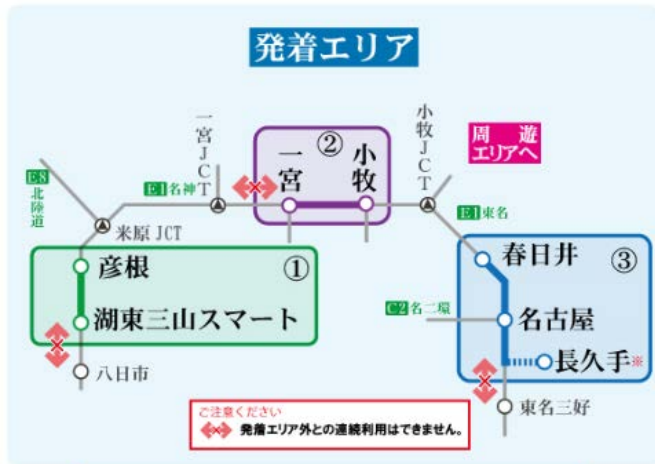 発着エリア
一宮JCT
小牧JCT
周遊
エリアへ
②
一宮
小牧
E8
北陸道
E1名神
米原JCT
E1東名
①
彦根
湖東三山スマート
八日市
③
春日井
C2名二環
名古屋
長久手※
東名三好
ご注意ください
発着エリア外との連続利用はできません。